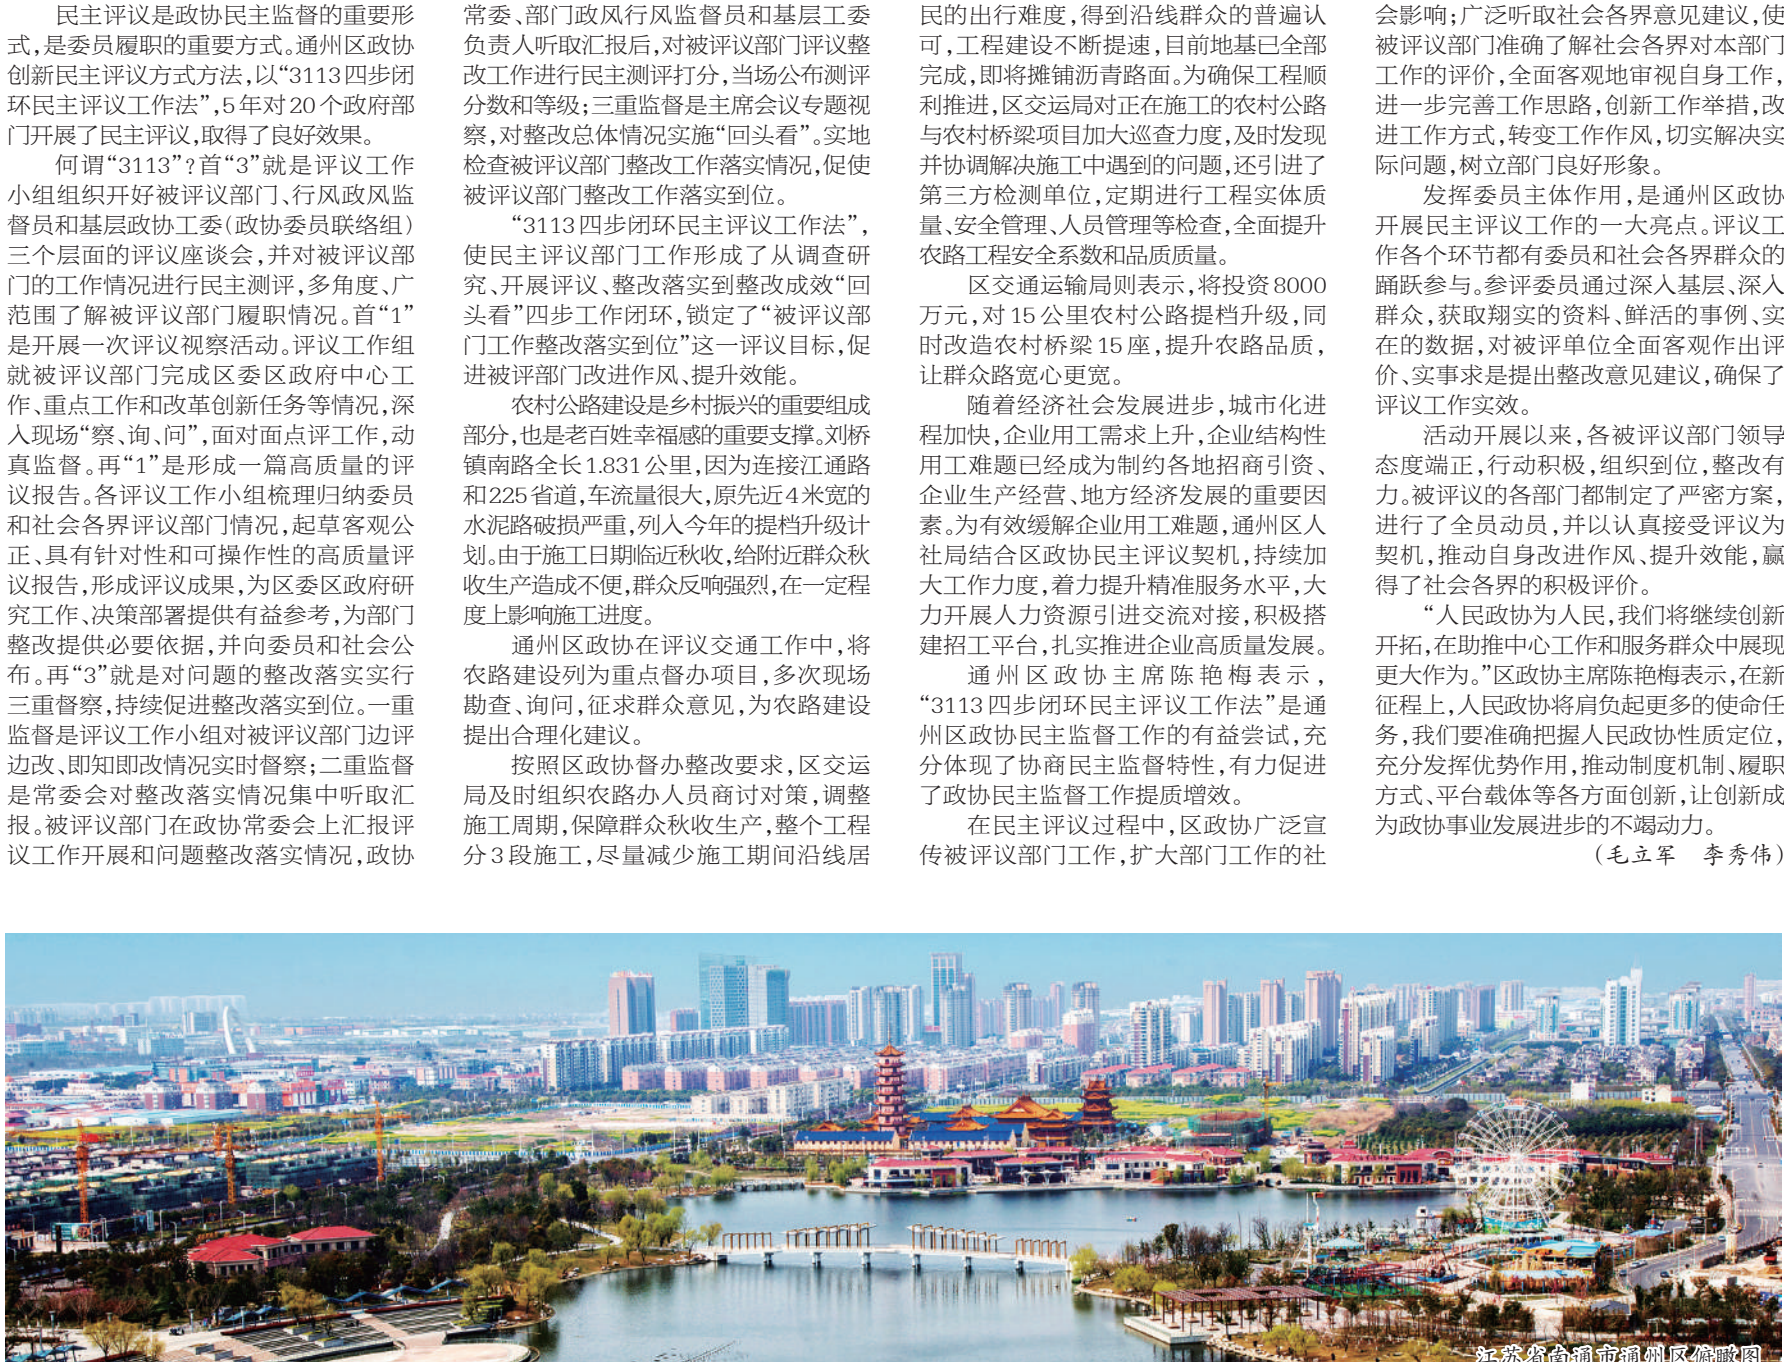 民主评议是政协民主监督的重要形
式,是委员履职的重要方式。通州区政协
创新民主评议方式方法,以“3113四步闭
环民主评议工作法”,5年对20个政府部
门开展了民主评议,取得了良好效果。
何谓“3113”?首“3”就是评议工作
小组组织开好被评议部门、行风政风监
督员和基层政协工委(政协委员联络组)
三个层面的评议座谈会,并对被评议部
门的工作情况进行民主测评,多角度、广
范围了解被评议部门履职情况。首“1”
是开展一次评议视察活动。评议工作组
就被评议部门完成区委区政府中心工
作、重点工作和改革创新任务等情况,深
入现场“察、询、问”,面对面点评工作,动
真监督。再“1”是形成一篇高质量的评
议报告。各评议工作小组梳理归纳委员
和社会各界评议部门情况,起草客观公
正、具有针对性和可操作性的高质量评
议报告,形成评议成果,为区委区政府研
究工作、决策部署提供有益参考,为部门
整改提供必要依据,并向委员和社会公
布。再“3”就是对问题的整改落实实行
三重督察,持续促进整改落实到位。一重
监督是评议工作小组对被评议部门边评
边改、即知即改情况实时督察;二重监督
是常委会对整改落实情况集中听取汇
报。被评议部门在政协常委会上汇报评
议工作开展和问题整改落实情况,政协
常委、部门政风行风监督员和基层工委
负责人听取汇报后,对被评议部门评议整
改工作进行民主测评打分,当场公布测评
分数和等级;三重监督是主席会议专题视
察,对整改总体情况实施“回头看”。实地
检查被评议部门整改工作落实情况,促使
被评议部门整改工作落实到位。
“3113四步闭环民主评议工作法”,
使民主评议部门工作形成了从调查研
究、开展评议、整改落实到整改成效“回
头看”四步工作闭环,锁定了“被评议部
门工作整改落实到位”这一评议目标,促
进被评部门改进作风、提升效能。
农村公路建设是乡村振兴的重要组成
部分,也是老百姓幸福感的重要支撑。刘桥
镇南路全长1.831公里,因为连接江通路
和225省道,车流量很大,原先近4米宽的
水泥路破损严重,列入今年的提档升级计
划。由于施工日期临近秋收,给附近群众秋
收生产造成不便,群众反响强烈,在一定程
度上影响施工进度。
通州区政协在评议交通工作中,将
农路建设列为重点督办项目,多次现场
勘查、询问,征求群众意见,为农路建设
提出合理化建议。
按照区政协督办整改要求,区交运
局及时组织农路办人员商讨对策,调整
施工周期,保障群众秋收生产,整个工程
分3段施工,尽量减少施工期间沿线居
民的出行难度,得到沿线群众的普遍认
可,工程建设不断提速,目前地基已全部
完成,即将摊铺沥青路面。为确保工程顺
利推进,区交运局对正在施工的农村公路
与农村桥梁项目加大巡查力度,及时发现
并协调解决施工中遇到的问题,还引进了
第三方检测单位,定期进行工程实体质
量、安全管理、人员管理等检查,全面提升
农路工程安全系数和品质质量。
区交通运输局则表示,将投资8000
万元,对15公里农村公路提档升级,同
时改造农村桥梁15座,提升农路品质,
让群众路宽心更宽。
随着经济社会发展进步,城市化进
程加快,企业用工需求上升,企业结构性
用工难题已经成为制约各地招商引资、
企业生产经营、地方经济发展的重要因
素。为有效缓解企业用工难题,通州区人
社局结合区政协民主评议契机,持续加
大工作力度,着力提升精准服务水平,大
力开展人力资源引进交流对接,积极搭
建招工平台,扎实推进企业高质量发展。
通州区政协主席陈艳梅表示,
“3113四步闭环民主评议工作法”是通
州区政协民主监督工作的有益尝试,充
分体现了协商民主监督特性,有力促进
了政协民主监督工作提质增效。
在民主评议过程中,区政协广泛宣
传被评议部门工作,扩大部门工作的社
会影响;广泛听取社会各界意见建议,使
被评议部门准确了解社会各界对本部门
工作的评价,全面客观地审视自身工作,
进一步完善工作思路,创新工作举措,改
进工作方式,转变工作作风,切实解决实
际问题,树立部门良好形象。
发挥委员主体作用,是通州区政协
开展民主评议工作的一大亮点。评议工
作各个环节都有委员和社会各界群众的
踊跃参与。参评委员通过深入基层、深入
群众,获取翔实的资料、鲜活的事例、实
在的数据,对被评单位全面客观作出评
价、实事求是提出整改意见建议,确保了
评议工作实效。
活动开展以来,各被评议部门领导
态度端正,行动积极,组织到位,整改有
力。被评议的各部门都制定了严密方案,
进行了全员动员,并以认真接受评议为
契机,推动自身改进作风、提升效能,赢
得了社会各界的积极评价。
“人民政协为人民,我们将继续创新
开拓,在助推中心工作和服务群众中展现
更大作为。”区政协主席陈艳梅表示,在新
征程上,人民政协将肩负起更多的使命任
务,我们要准确把握人民政协性质定位,
充分发挥优势作用,推动制度机制、履职
方式、平台载体等各方面创新,让创新成
为政协事业发展进步的不竭动力。
(毛立军 李秀伟)
江苏省南通市通州区俯瞰图